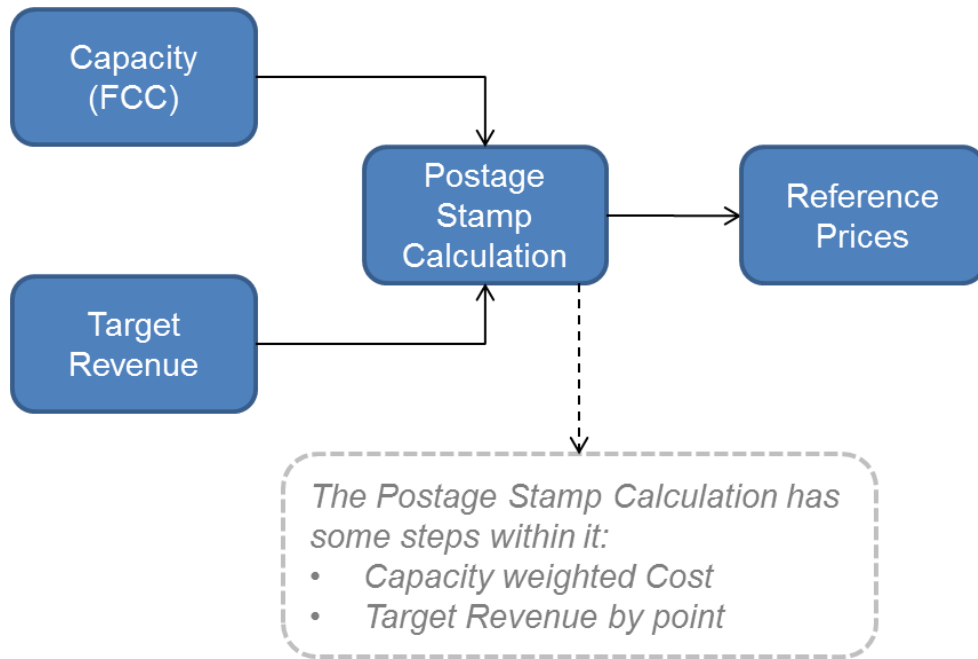 Capacity
(FCC)
Postage
Stamp
Calculation
Reference
Prices
Target
Revenue
The Postage Stamp Calculation has
some steps within it:
• Capacity weighted Cost
• Target Revenue by point